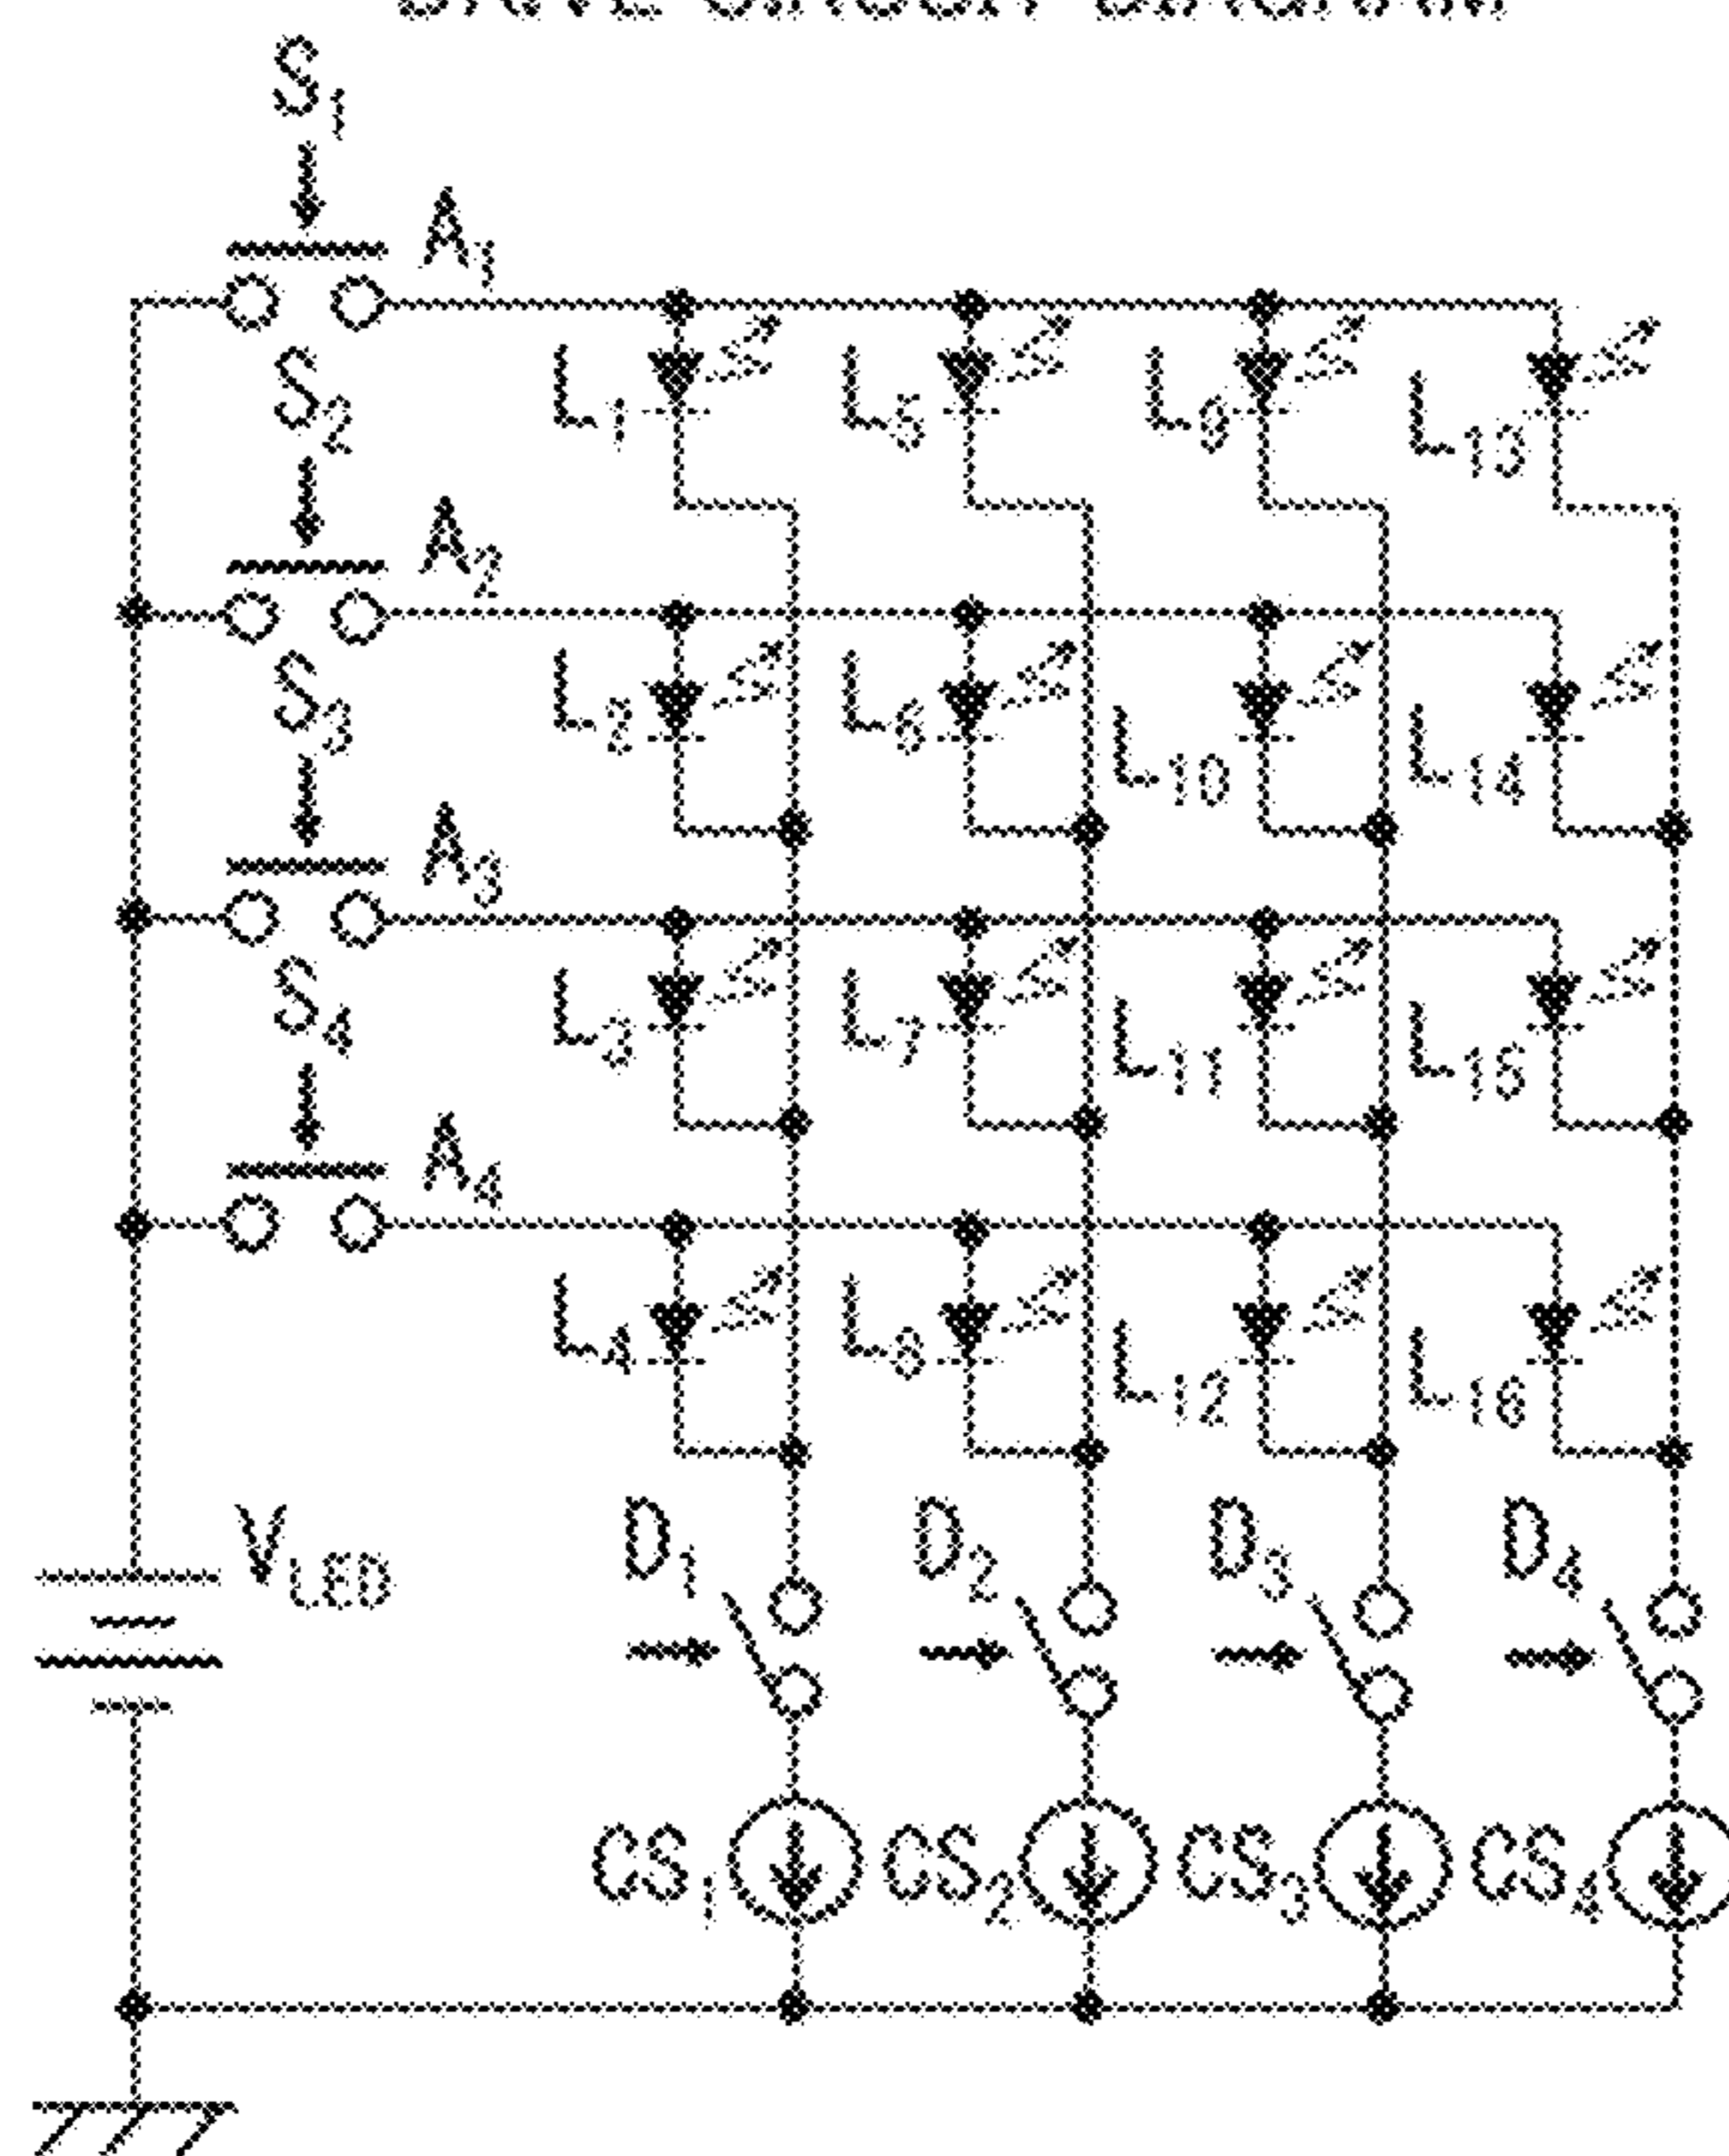 S1
A1
L1 L5 L9 L13
S2
A2
L2 L6 L10 L14
S3
A3
L3 L7 L11 L15
S4
A4
L4 L8 L12 L16
VLED
D1 D2 D3 D4
CS1 CS2 CS3 CS4